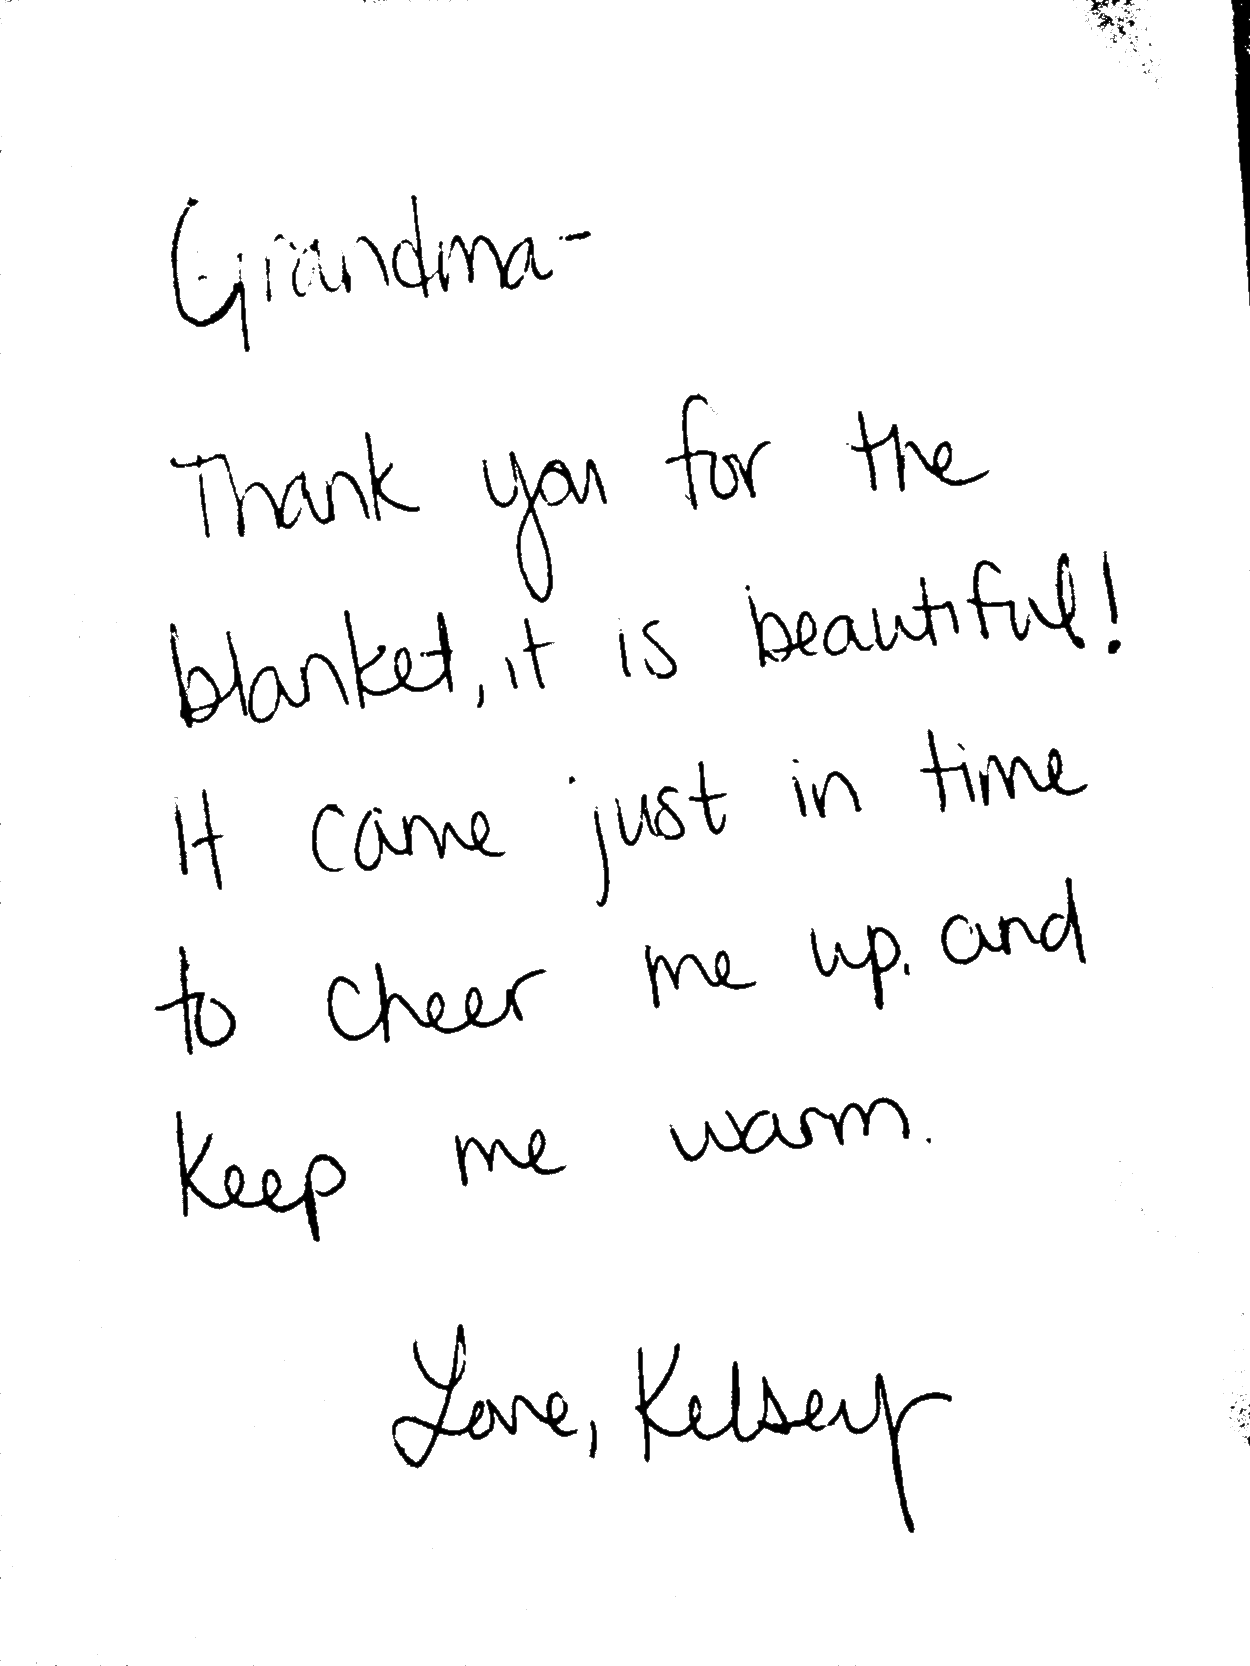 Grandma-
Thank you for the
blanket, it is beautiful!
It came just in time
to cheer me up. and
keep me warm.
Love, Kelsey